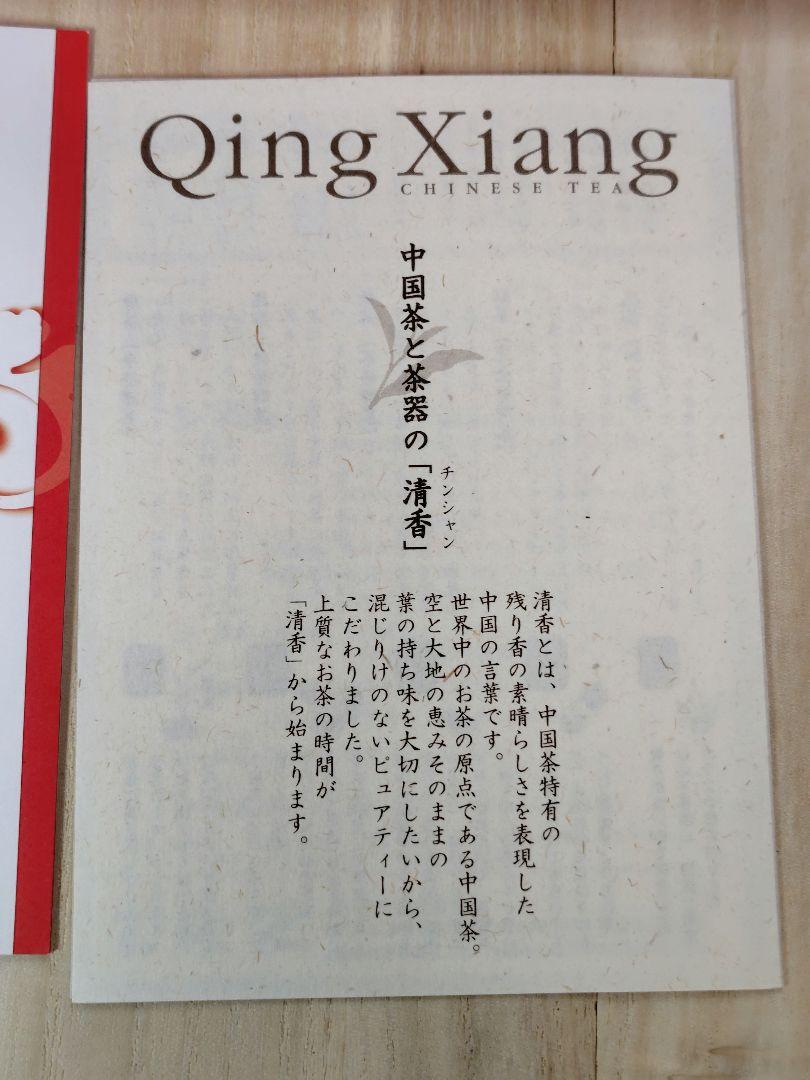 Qing Xiang
CHINESE TEA
中国茶と茶器の「清香」
チンシャン
清香とは、中国茶特有の
残り香の素晴らしさを表現した
中国の言葉です。
世界中のお茶の原点である中国茶。
空と大地の恵みそのままの
葉の持ち味を大切にしたいから、
混じりけのないピュアティーに
こだわりました。
上質なお茶の時間が
「清香」から始まります。